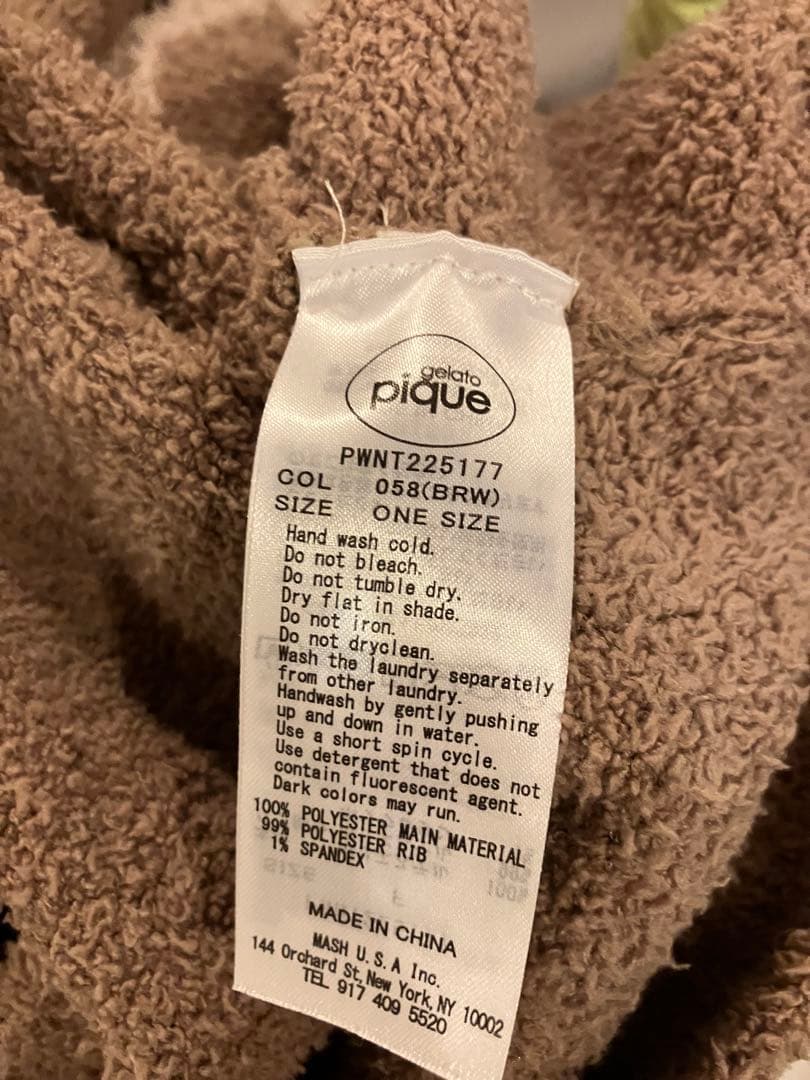 gelato
pique
PWNT225177
COL 058(BRW)
SIZE ONE SIZE
Hand wash cold.
Do not bleach.
Do not tumble dry.
Dry flat in shade.
Do not iron.
Do not dryclean.
Wash the laundry separately
from other laundry.
Handwash by gently pushing
up and down in water.
Use a short spin cycle.
Use detergent that does not
contain fluorescent agent.
Dark colors may run.
100% POLYESTER MAIN MATERIAL
99% POLYESTER RIB
1% SPANDEX
MADE IN CHINA
MASH U.S.A Inc.
144 Orchard St, New York, NY 10002
TEL 917 409 5520